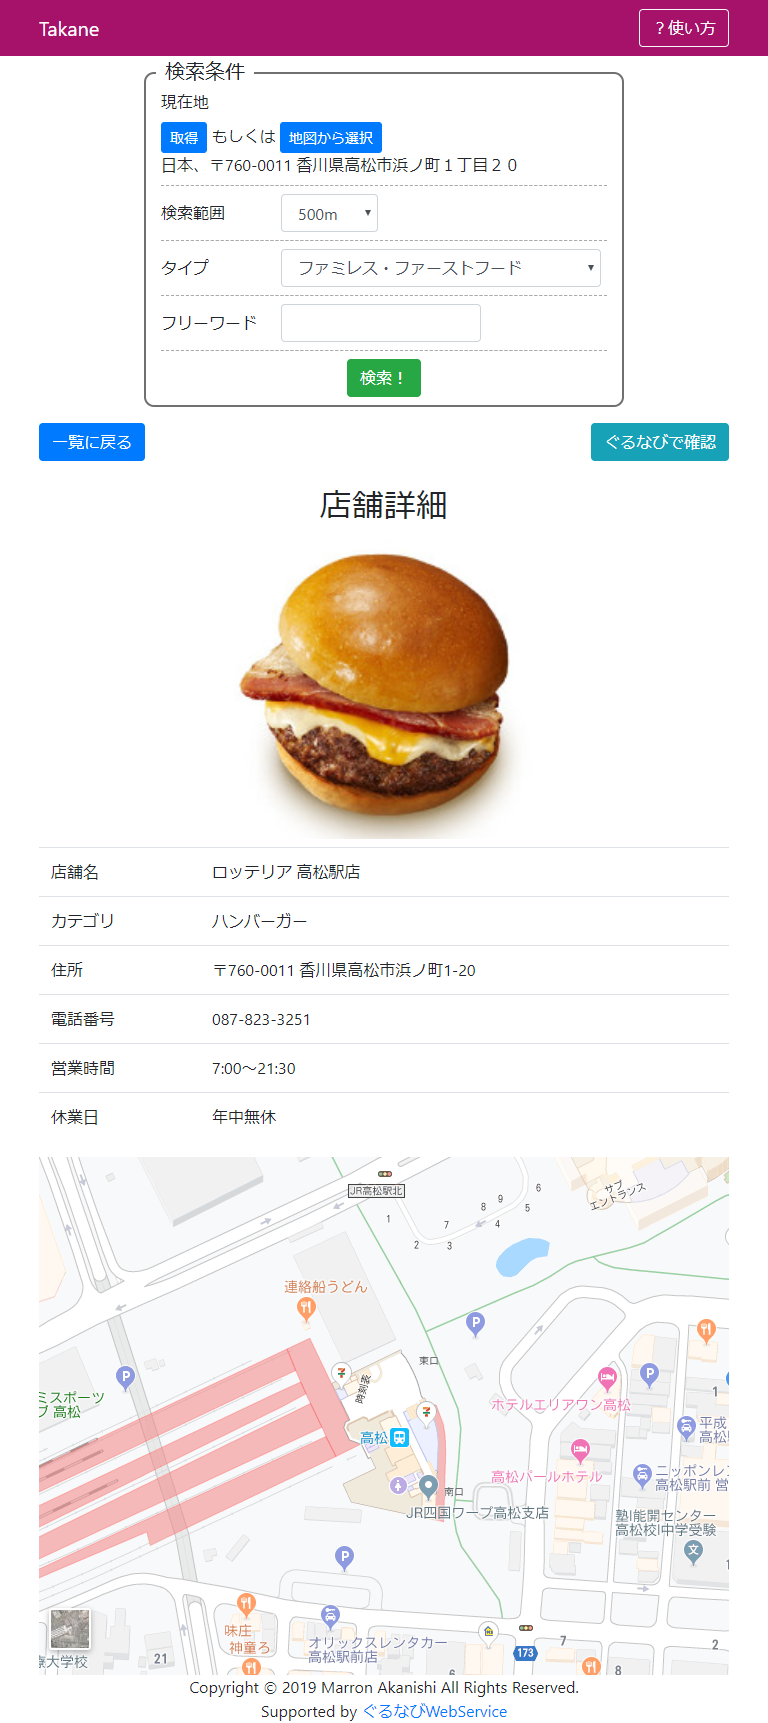 Takane
？使い方
検索条件
現在地
取得 もしくは 地図から選択
日本、〒760-0011 香川県高松市浜ノ町１丁目２０
検索範囲 500m
タイプ ファミレス・ファーストフード
フリーワード
検索！
一覧に戻る ぐるなびで確認
店舗詳細
店舗名 ロッテリア 高松駅店
カテゴリ ハンバーガー
住所 〒760-0011 香川県高松市浜ノ町1-20
電話番号 087-823-3251
営業時間 7:00～21:30
休業日 年中無休
JR高松駅北
サブ
エントランス
1
2
3
4
5
6
7
8
9
連絡船うどん
P
東口
時刻表
P
ミスポーツ
ブ 高松
P
1
ホテルエリアワン高松
平成
高松
高松
高松パールホテル
ニッポンレン
高松駅前 営
南口
JR四国ワープ高松支店
塾|能開センター
高松校|中学受験
文
P
味庄
神童ろ
オリックスレンタカー
高松駅前店
173
7
8
2
1
21
療大学校
Copyright © 2019 Marron Akanishi All Rights Reserved.
Supported by ぐるなびWebService